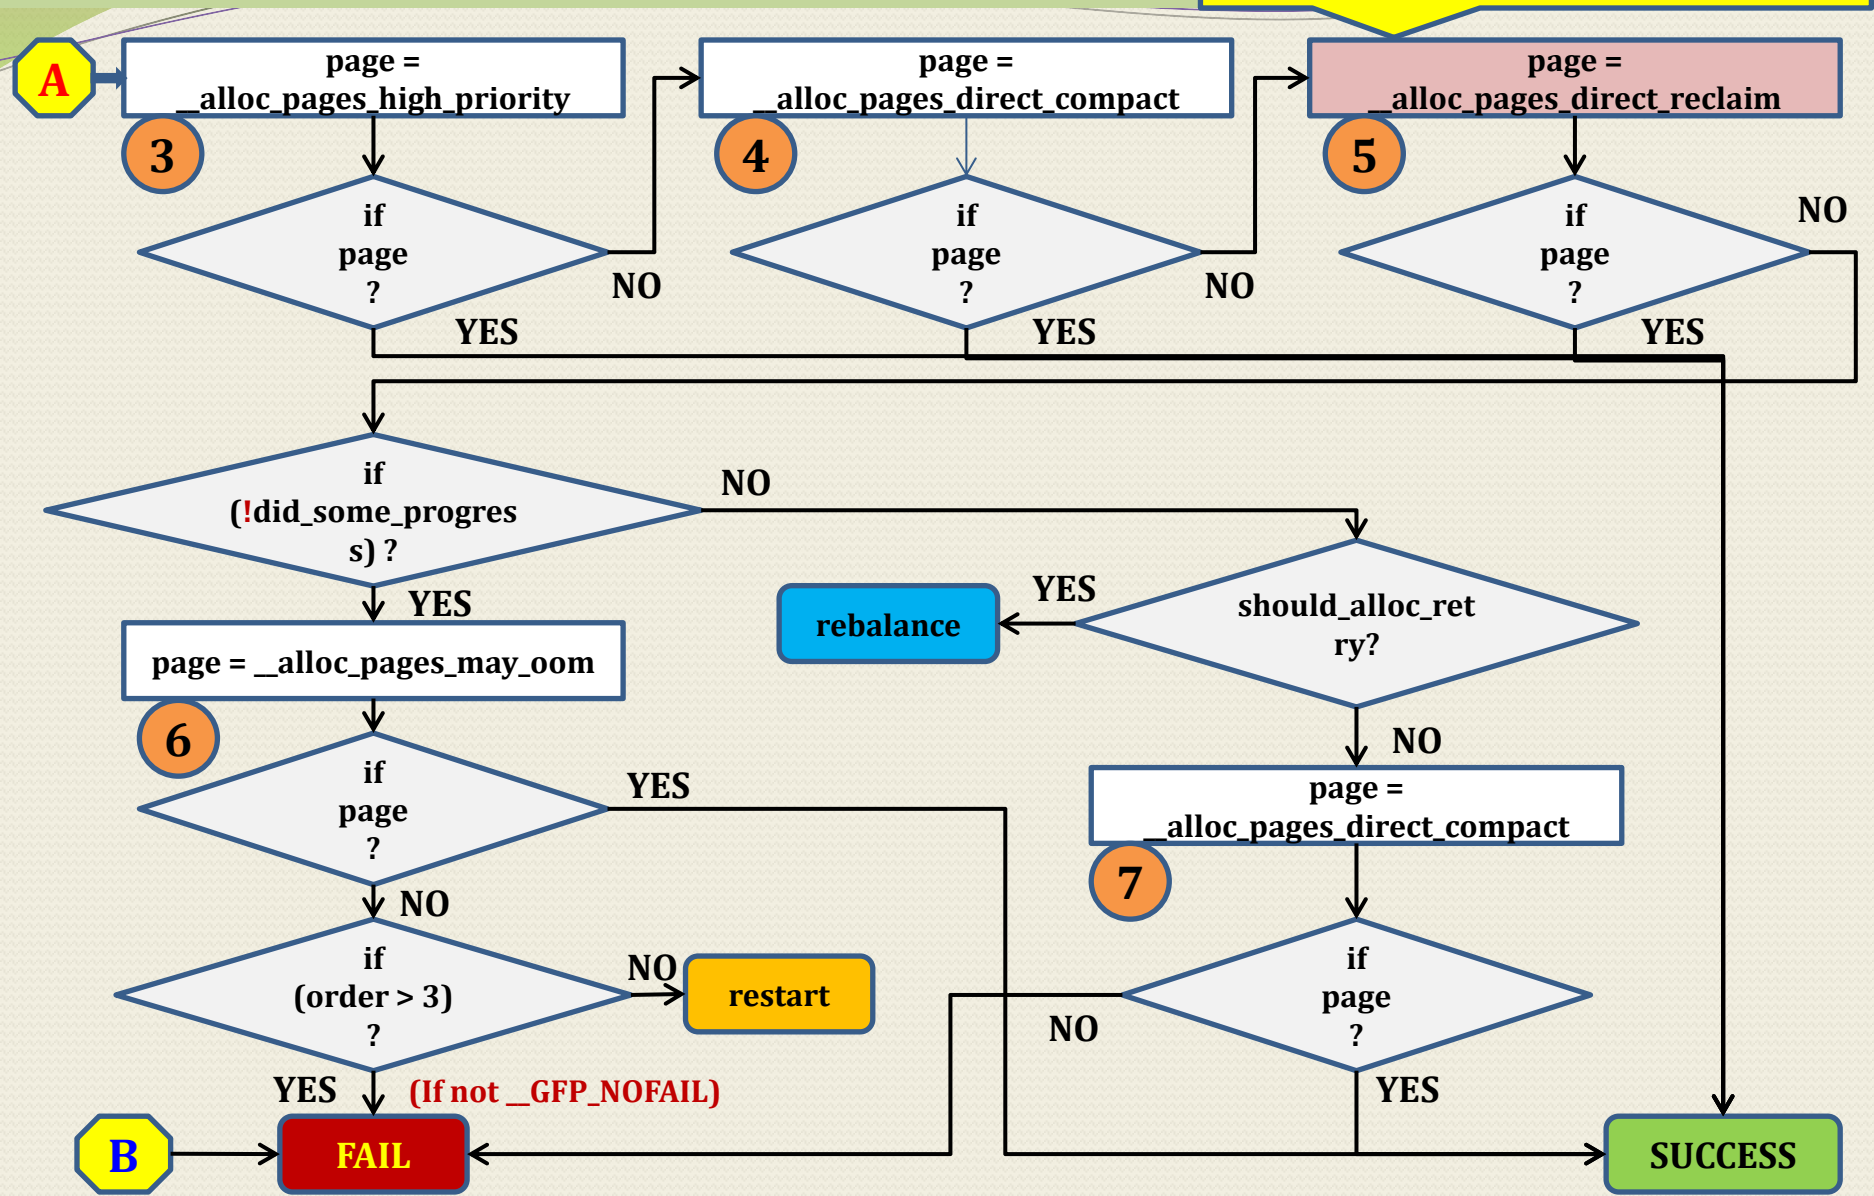 A
page =
__alloc_pages_high_priority
3
if
page
?
NO
YES
page =
__alloc_pages_direct_compact
4
if
page
?
NO
YES
page =
__alloc_pages_direct_reclaim
5
if
page
?
NO
YES
if
(!did_some_progres
s) ?
NO
YES
should_alloc_ret
ry?
YES
rebalance
NO
page = __alloc_pages_may_oom
6
if
page
?
YES
NO
page =
__alloc_pages_direct_compact
7
if
page
?
NO
YES
if
(order > 3)
?
NO
restart
YES
(If not __GFP_NOFAIL)
B
FAIL
SUCCESS